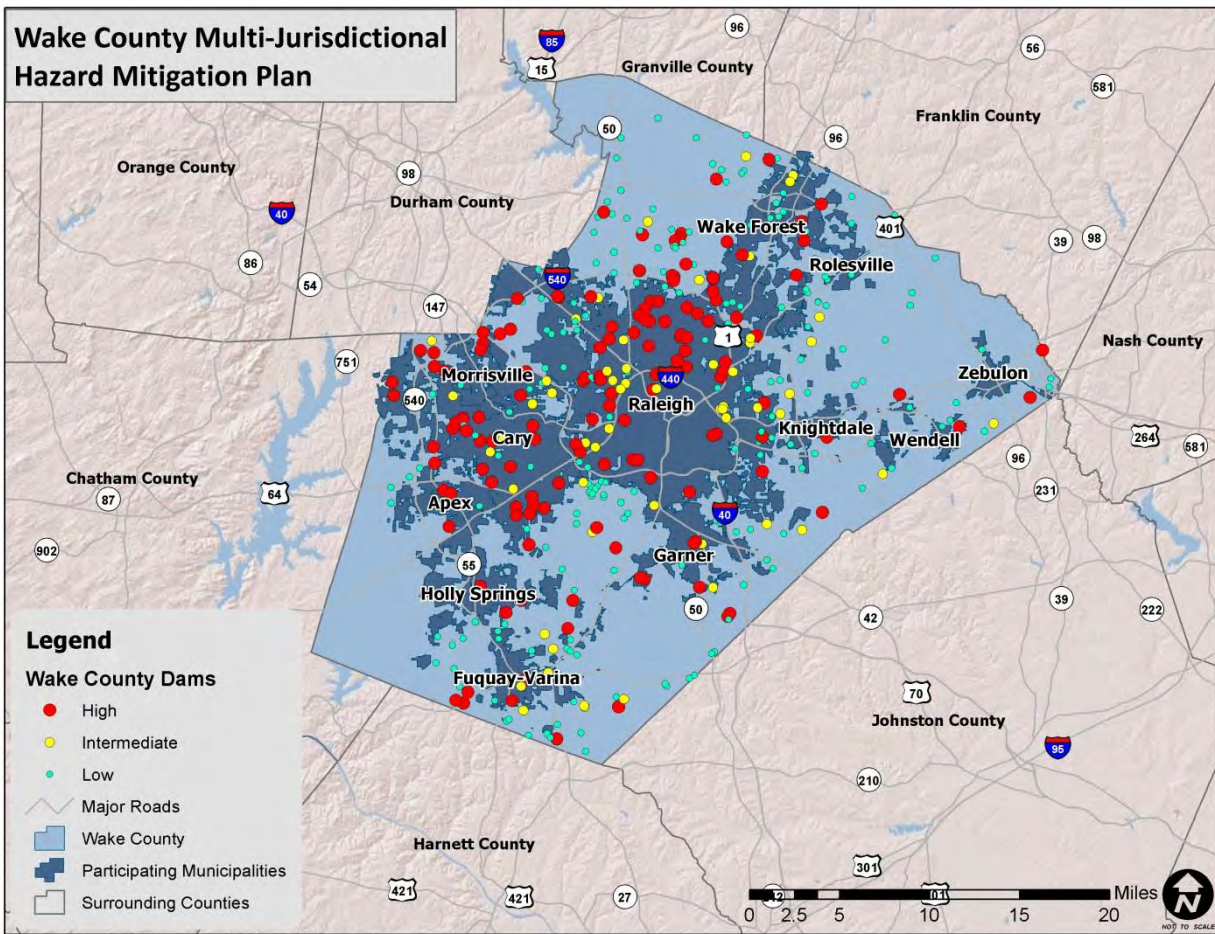 Wake County Multi-Jurisdictional
Hazard Mitigation Plan
85
15
96
Granville County
56
581
Franklin County
50
96
Orange County
98
Durham County
40
86
54
Wake Forest
401
39
98
Rolesville
540
147
1
751
Nash County
Morrisville
440
Zebulon
540
Raleigh
Knightdale
Cary
Wendell
264
581
96
Chatham County
64
87
231
Apex
40
902
Garner
55
Holly Springs
50
42
39
222
Legend
Wake County Dams
High
Intermediate
Low
Major Roads
Wake County
Participating Municipalities
Surrounding Counties
Fuquay-Varina
70
Johnston County
95
210
Harnett County
301
421
421
27
42
01
Miles
0 2.5 5 10 15 20
N
NOT TO SCALE